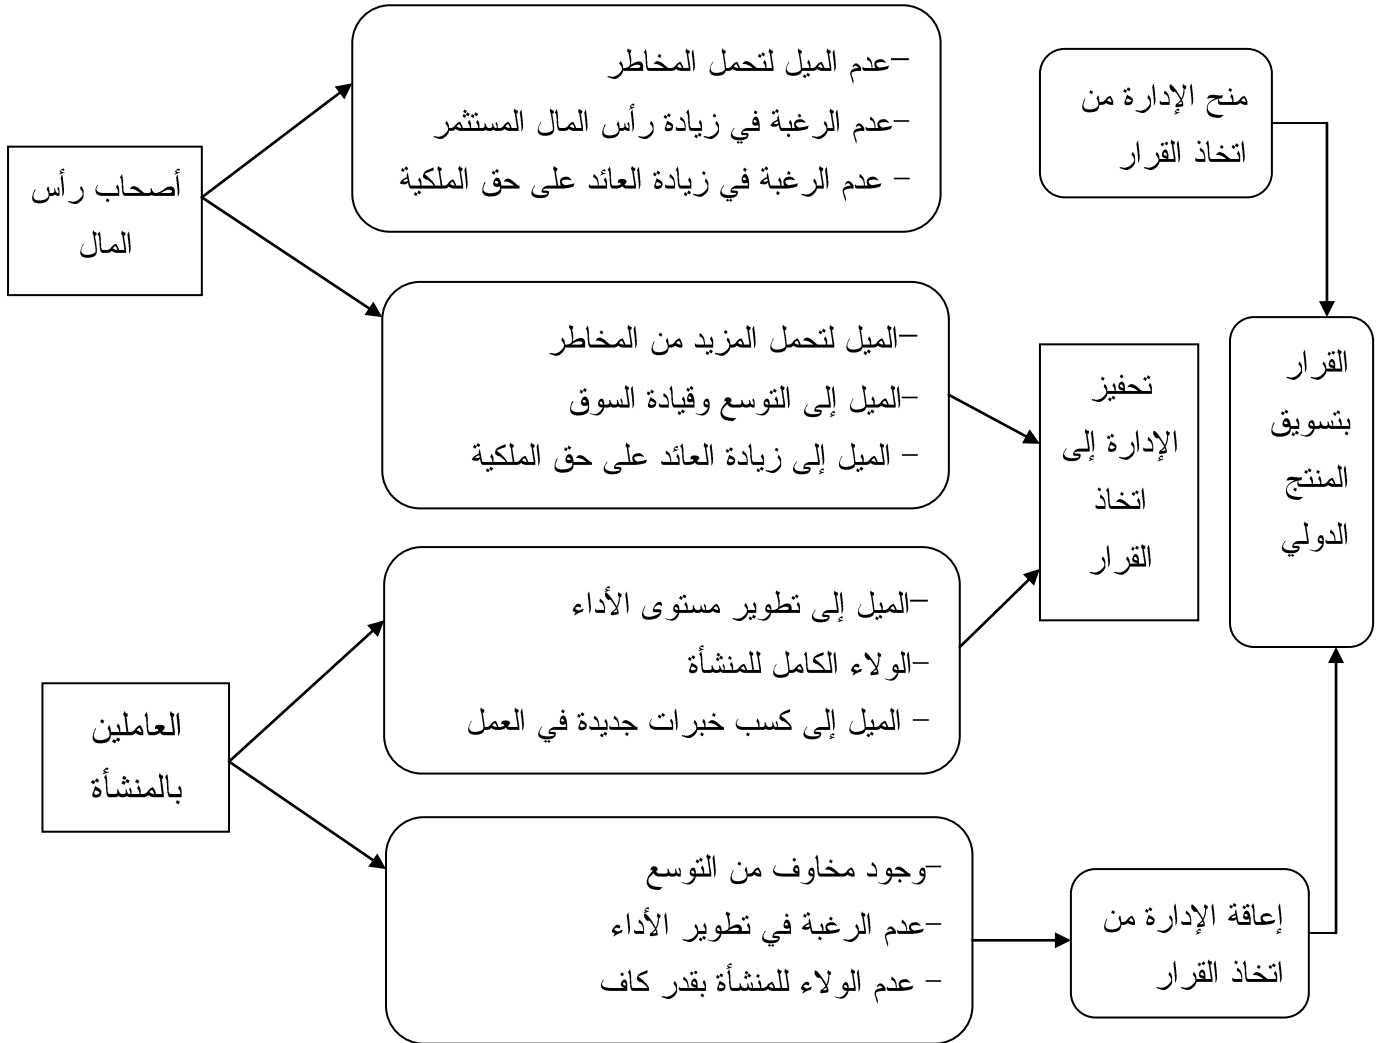 –عدم الميل لتحمل المخاطر
–عدم الرغبة في زيادة رأس المال المستثمر
– عدم الرغبة في زيادة العائد على حق الملكية
منح الإدارة من
اتخاذ القرار
أصحاب رأس
المال
–الميل لتحمل المزيد من المخاطر
–الميل إلى التوسع وقيادة السوق
– الميل إلى زيادة العائد على حق الملكية
تحفيز
الإدارة إلى
اتخاذ
القرار
القرار
بتسويق
المنتج
الدولي
–الميل إلى تطوير مستوى الأداء
–الولاء الكامل للمنشأة
– الميل إلى كسب خبرات جديدة في العمل
العاملين
بالمنشأة
–وجود مخاوف من التوسع
–عدم الرغبة في تطوير الأداء
– عدم الولاء للمنشأة بقدر كاف
إعاقة الإدارة من
اتخاذ القرار